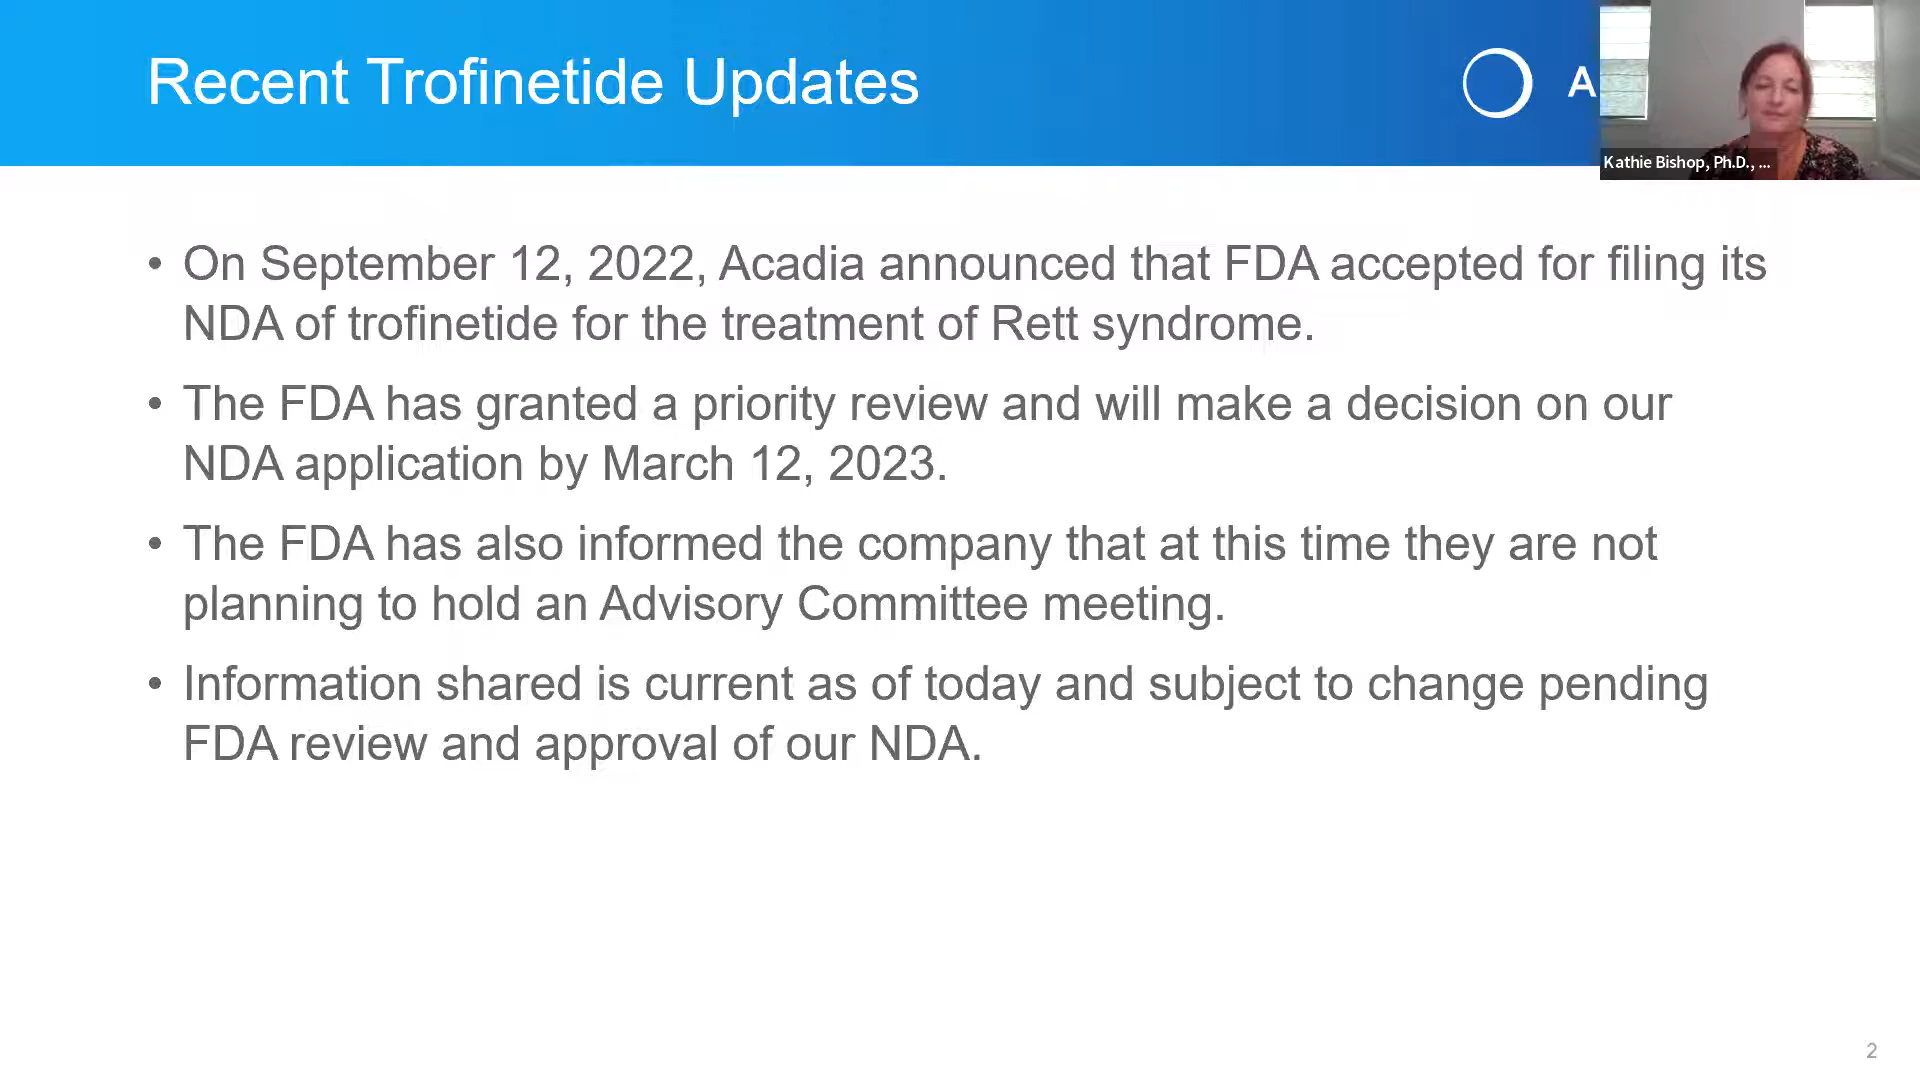 Recent Trofinetide Updates
A
Kathie Bishop, Ph.D., ...
• On September 12, 2022, Acadia announced that FDA accepted for filing its
NDA of trofinetide for the treatment of Rett syndrome.
• The FDA has granted a priority review and will make a decision on our
NDA application by March 12, 2023.
• The FDA has also informed the company that at this time they are not
planning to hold an Advisory Committee meeting.
• Information shared is current as of today and subject to change pending
FDA review and approval of our NDA.
2